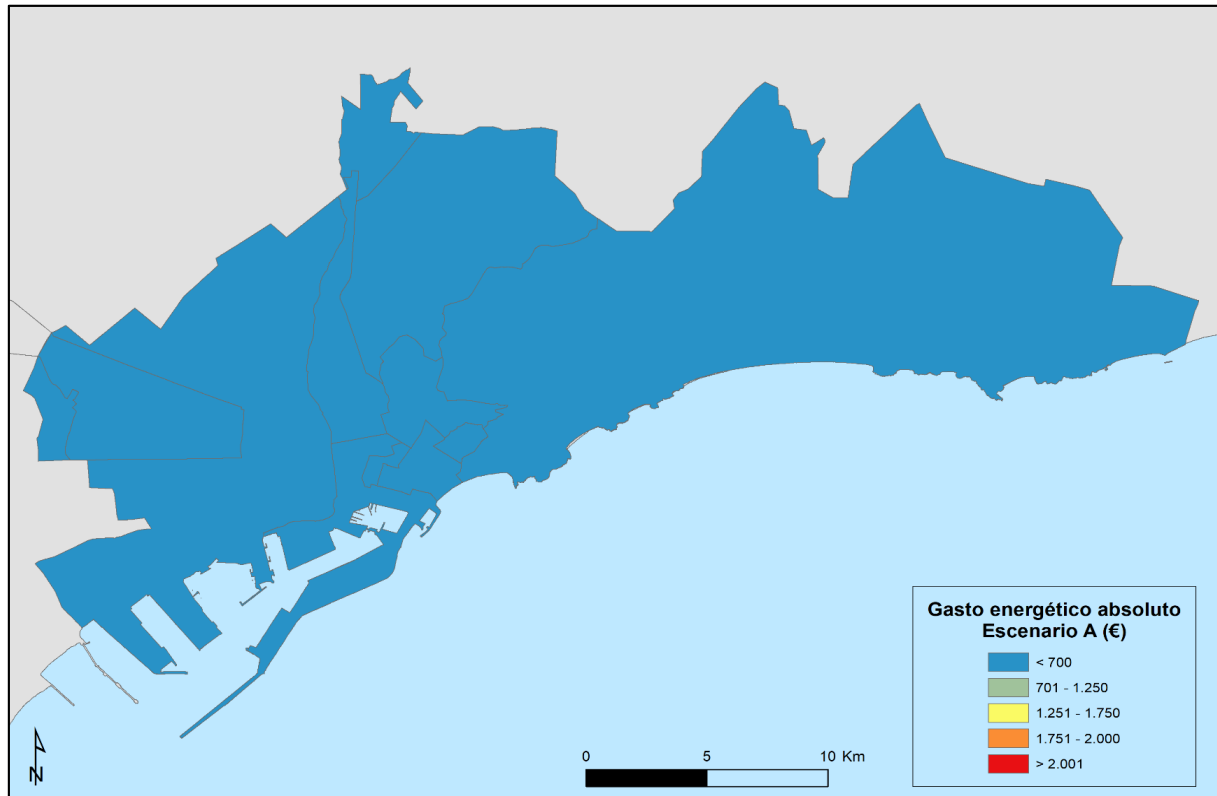 Gasto energético absoluto
Escenario A (€)
< 700
701 - 1.250
1.251 - 1.750
1.751 - 2.000
> 2.001
0 5 10 Km
N